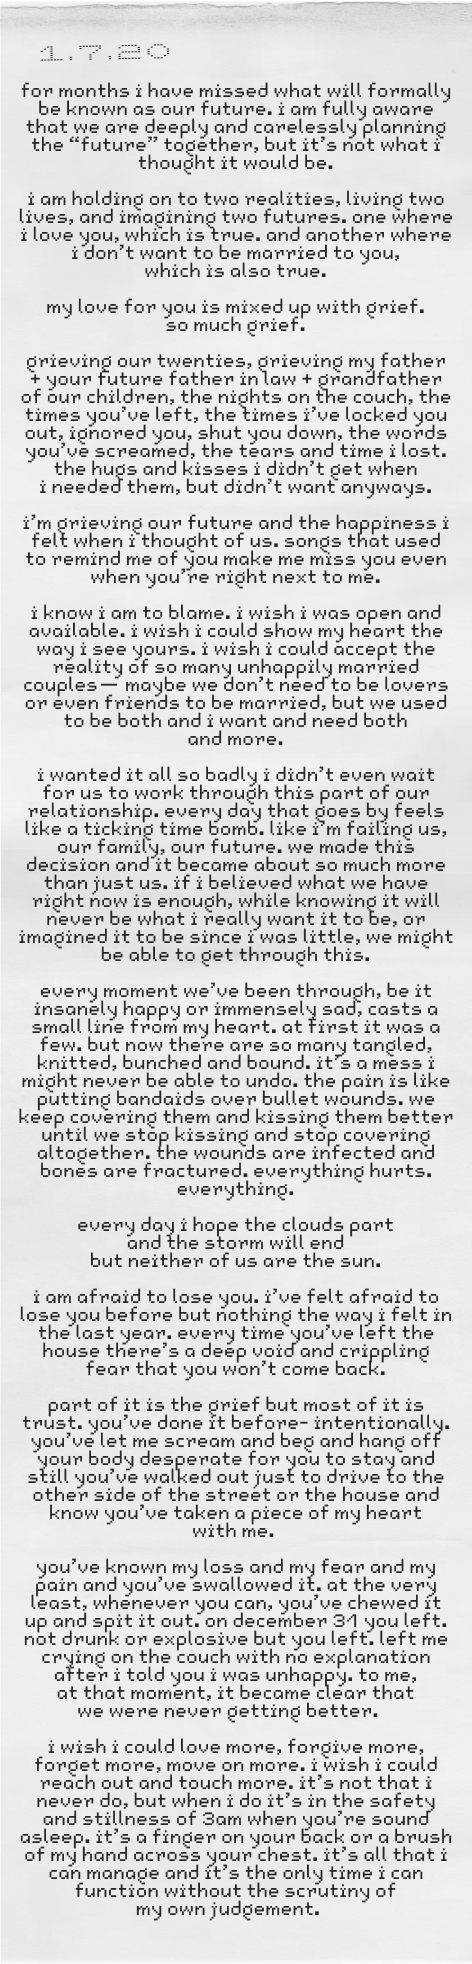 1.7.20
for months i have missed what will formally
be known as our future. i am fully aware
that we are deeply and carelessly planning
the “future” together, but it’s not what i
thought it would be.
i am holding on to two realities, living two
lives, and imagining two futures. one where
i love you, which is true. and another where
i don’t want to be married to you,
which is also true.
my love for you is mixed up with grief.
so much grief.
grieving our twenties, grieving my father
+ your future father in law + grandfather
of our children, the nights on the couch, the
times you’ve left, the times i’ve locked you
out, ignored you, shut you down, the words
you’ve screamed, the tears and time i lost.
the hugs and kisses i didn’t get when
i needed them, but didn’t want anyways.
i’m grieving our future and the happiness i
felt when i thought of us. songs that used
to remind me of you make me miss you even
when you’re right next to me.
i know i am to blame. i wish i was open and
available. i wish i could show my heart the
way i see yours. i wish i could accept the
reality of so many unhappily married
couples— maybe we don’t need to be lovers
or even friends to be married, but we used
to be both and i want and need both
and more.
i wanted it all so badly i didn’t even wait
for us to work through this part of our
relationship. every day that goes by feels
like a ticking time bomb. like i’m failing us,
our family, our future. we made this
decision and it became about so much more
than just us. if i believed what we have
right now is enough, while knowing it will
never be what i really want it to be, or
imagined it to be since i was little, we might
be able to get through this.
every moment we’ve been through, be it
insanely happy or immensely sad, casts a
small line from my heart. at first it was a
few. but now there are so many tangled,
knitted, bunched and bound. it’s a mess i
might never be able to undo. the pain is like
putting bandaids over bullet wounds. we
keep covering them and kissing them better
until we stop kissing and stop covering
altogether. the wounds are infected and
bones are fractured. everything hurts.
everything.
every day i hope the clouds part
and the storm will end
but neither of us are the sun.
i am afraid to lose you. i’ve felt afraid to
lose you before but nothing the way i felt in
the last year. every time you’ve left the
house there’s a deep void and crippling
fear that you won’t come back.
part of it is the grief but most of it is
trust. you’ve done it before- intentionally.
you’ve let me scream and beg and hang off
your body desperate for you to stay and
still you’ve walked out just to drive to the
other side of the street or the house and
know you’ve taken a piece of my heart
with me.
you’ve known my loss and my fear and my
pain and you’ve swallowed it. at the very
least, whenever you can, you’ve chewed it
up and spit it out. on december 31 you left.
not drunk or explosive but you left. left me
crying on the couch with no explanation
after i told you i was unhappy. to me,
at that moment, it became clear that
we were never getting better.
i wish i could love more, forgive more,
forget more, move on more. i wish i could
reach out and touch more. it’s not that i
never do, but when i do it’s in the safety
and stillness of 3am when you’re sound
asleep. it’s a finger on your back or a brush
of my hand across your chest. it’s all that i
can manage and it’s the only time i can
function without the scrutiny of
my own judgement.